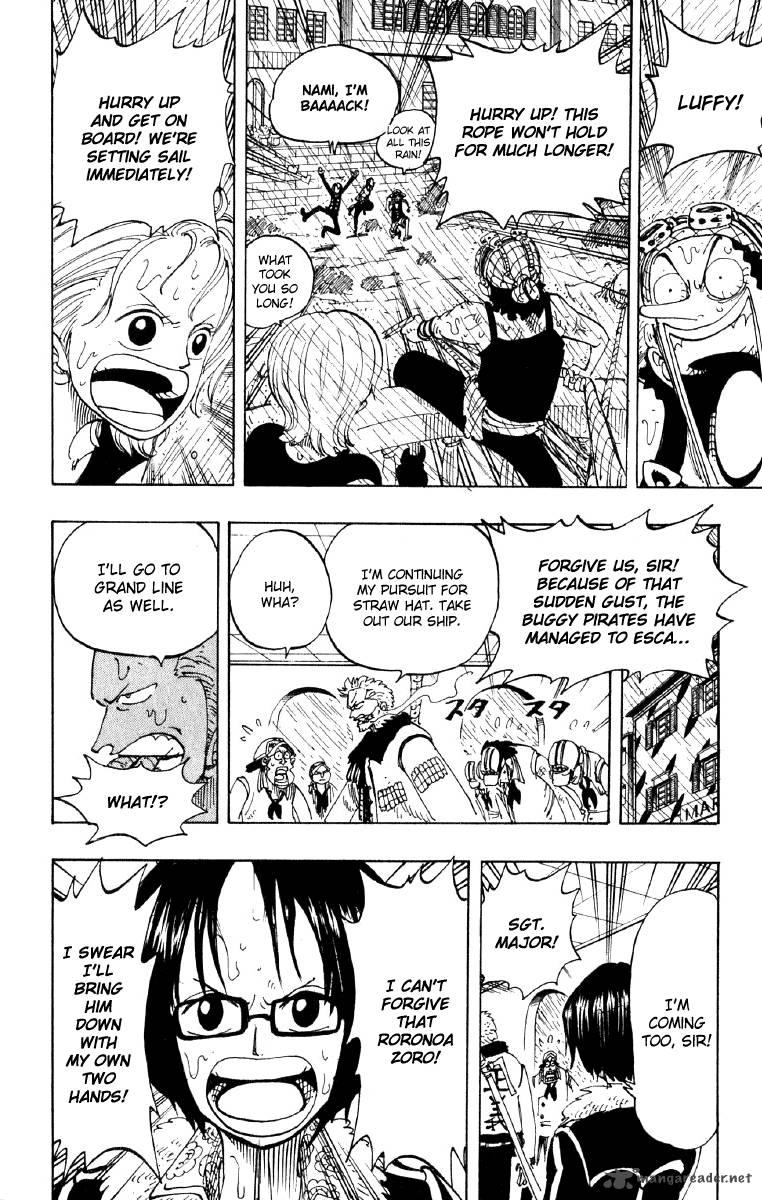 LUFFY!
HURRY UP! THIS
ROPE WON'T HOLD
FOR MUCH LONGER!
NAMI, I'M
BAAAACK!
LOOK AT
ALL THIS
RAIN!
WHAT
TOOK
YOU SO
LONG!
HURRY UP
AND GET ON
BOARD! WE'RE
SETTING SAIL
IMMEDIATELY!
FORGIVE US, SIR!
BECAUSE OF THAT
SUDDEN GUST, THE
BUGGY PIRATES HAVE
MANAGED TO ESCA...
MAR
スタ
スタ
I'M CONTINUING
MY PURSUIT FOR
STRAW HAT. TAKE
OUT OUR SHIP.
HUH,
WHA?
I'LL GO TO
GRAND LINE
AS WELL.
WHAT!?
I'M
COMING
TOO, SIR!
SGT.
MAJOR!
I CAN'T
FORGIVE
THAT
RORONOA
ZORO!
I SWEAR
I'LL
BRING
HIM
DOWN
WITH
MY OWN
TWO
HANDS!
mangareader.net